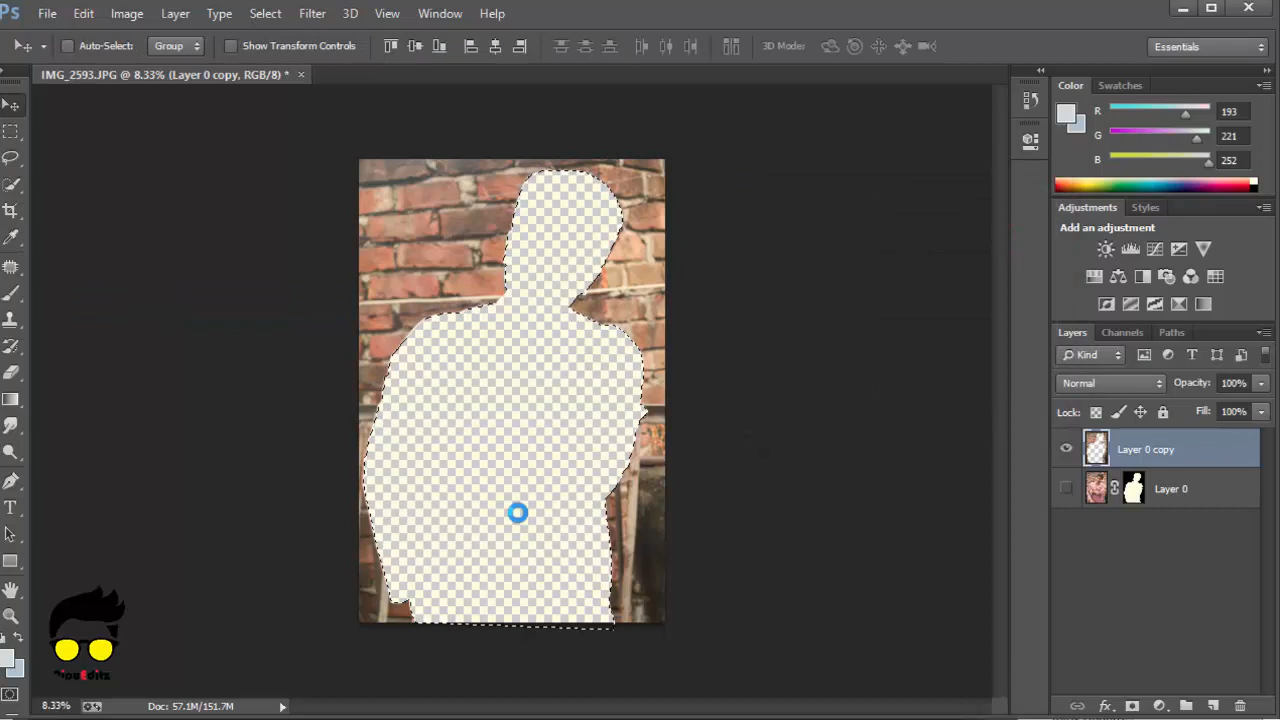 Ps File Edit Image Layer Type Select Filter 3D View Window Help
Auto-Select: Group Show Transform Controls 3D Mode: Essentials
IMG_2593.JPG @ 8.33% (Layer 0 copy, RGB/8) * ×
Color Swatches
R 193
G 221
B 252
Adjustments Styles
Add an adjustment
Layers Channels Paths
Kind
Normal Opacity: 100%
Lock: Fill: 100%
Layer 0 copy
Layer 0
8.33% Doc: 57.1M/151.7M